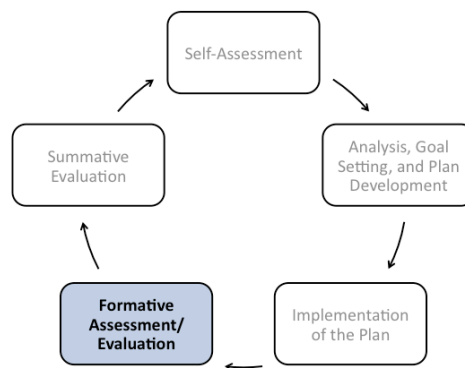 Self-Assessment
Analysis, Goal
Setting, and Plan
Development
Implementation
of the Plan
Formative
Assessment/
Evaluation
Summative
Evaluation